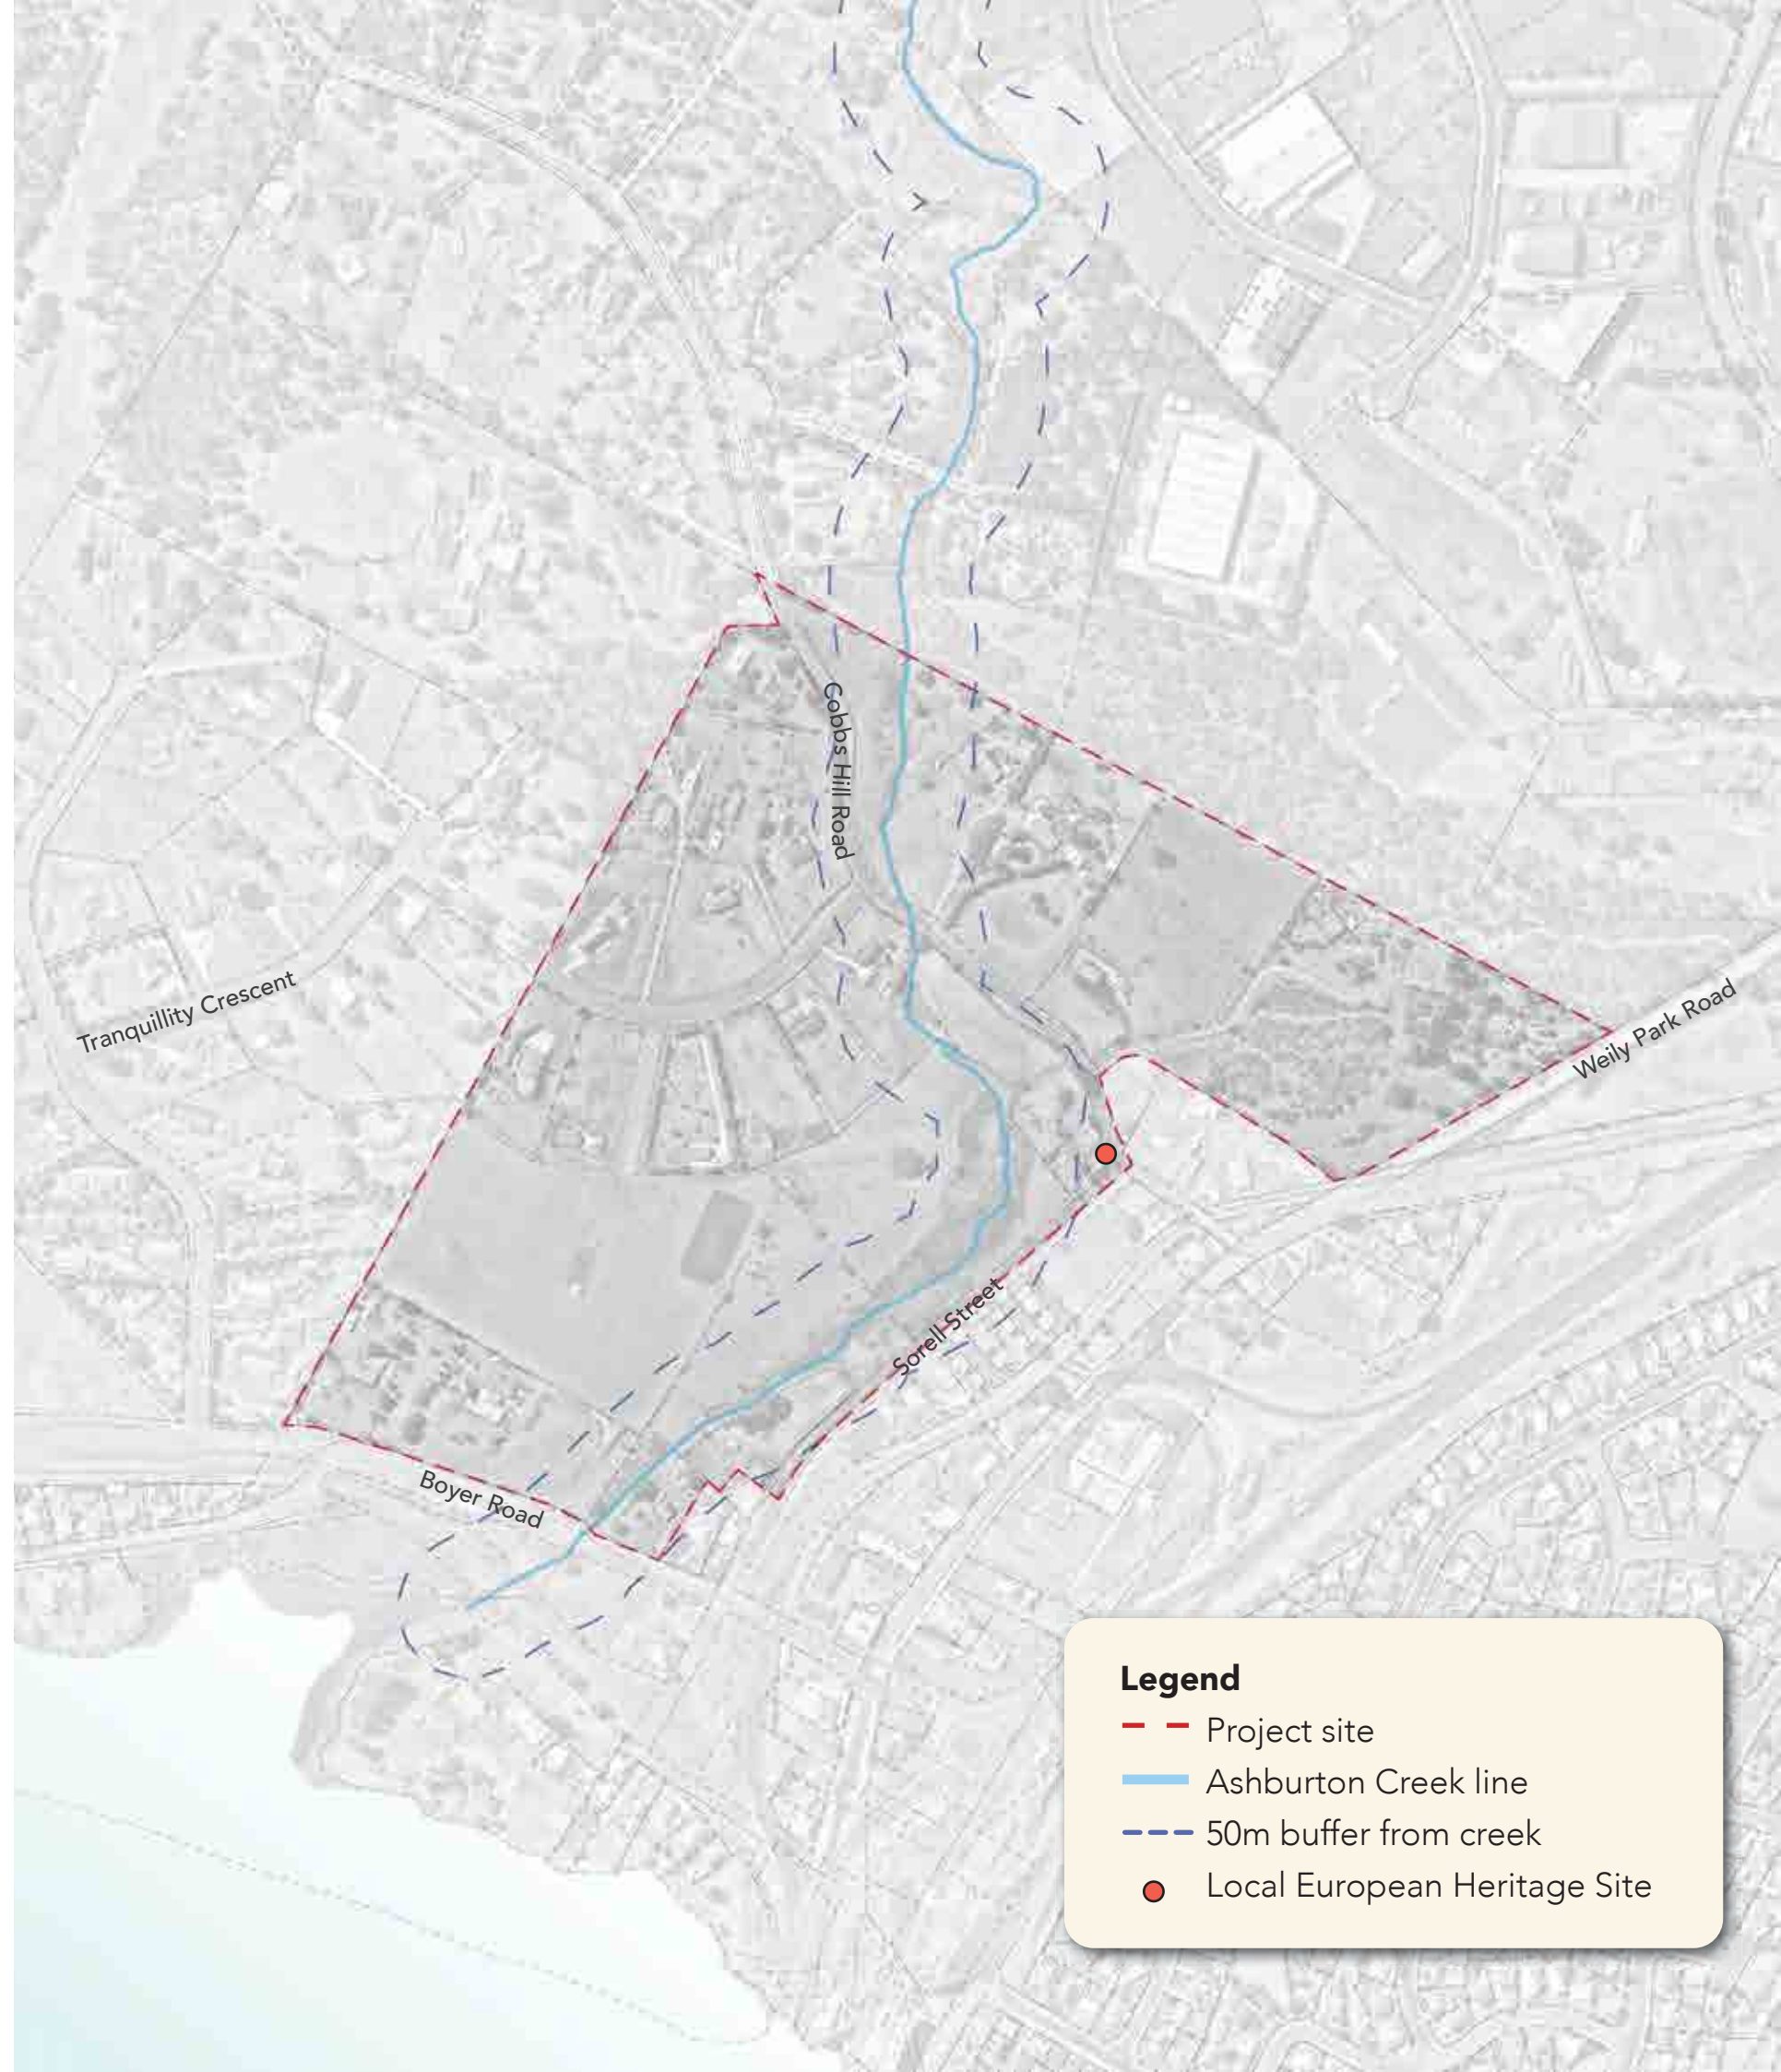 Cobbs Hill Road
Tranquillity Crescent
Weily Park Road
Sorell Street
Boyer Road
Legend
Project site
Ashburton Creek line
50m buffer from creek
Local European Heritage Site